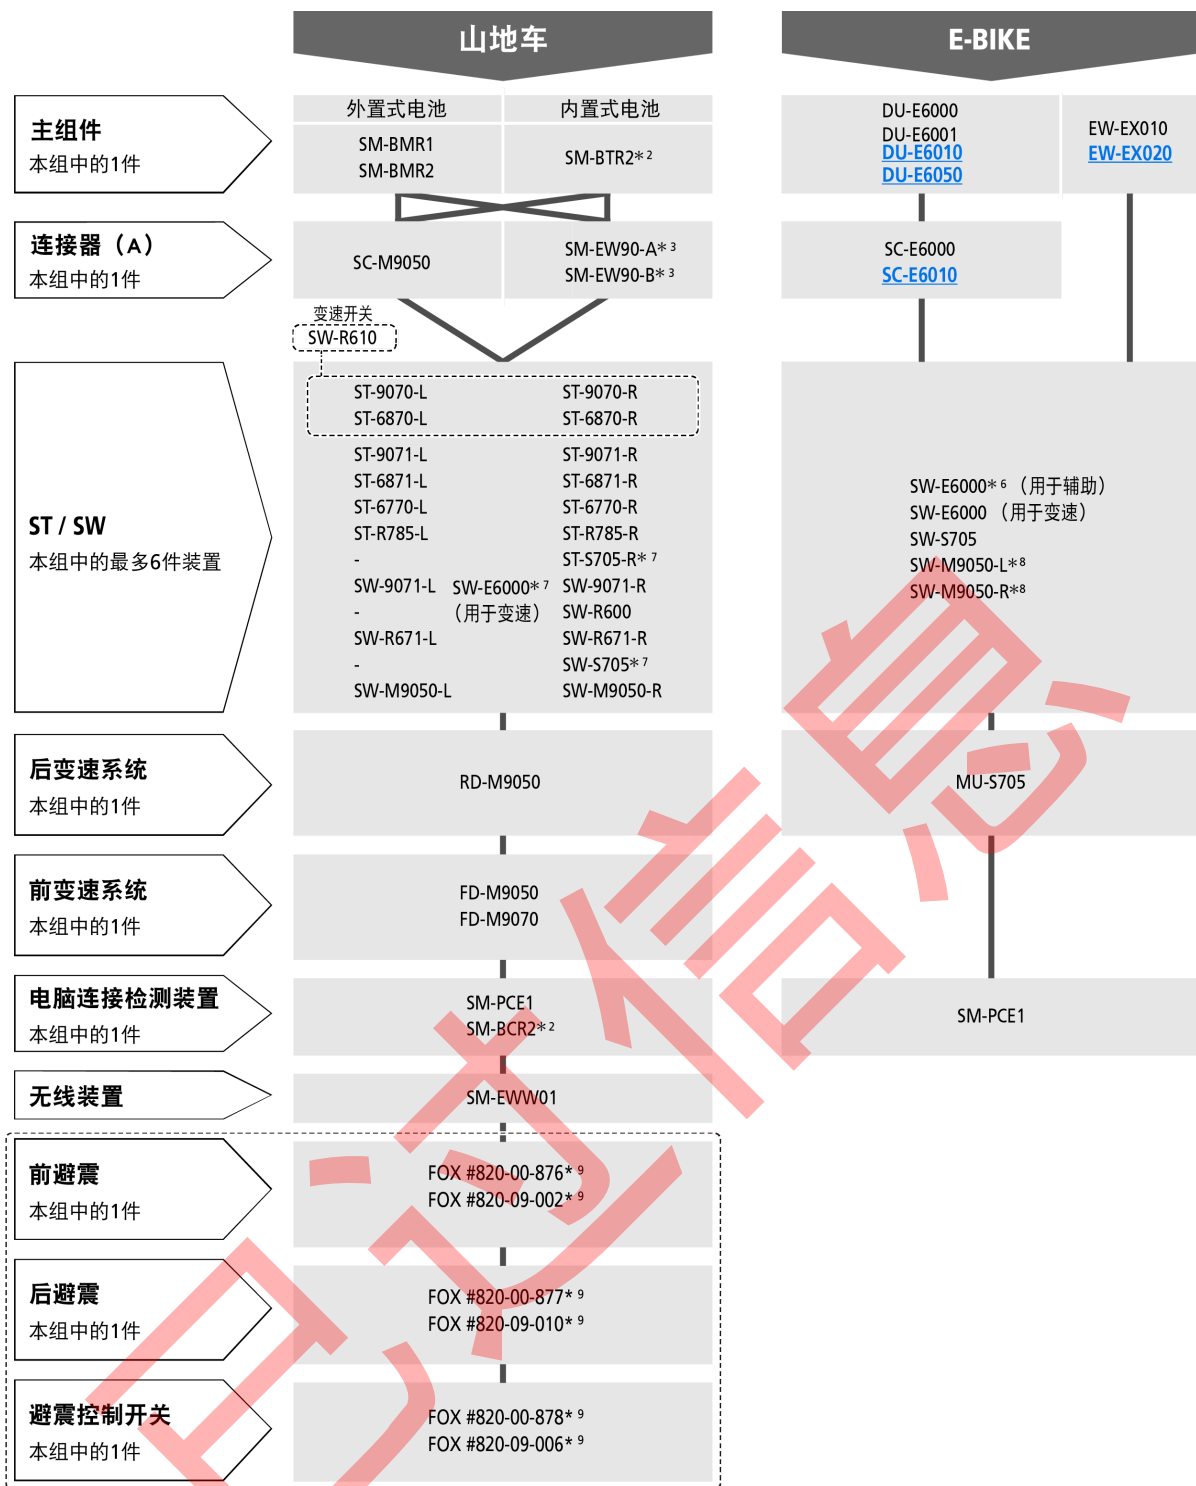 山地车
E-BIKE
主组件
本组中的1件
外置式电池
内置式电池
SM-BMR1
SM-BMR2
SM-BTR2*2
DU-E6000
DU-E6001
DU-E6010
DU-E6050
EW-EX010
EW-EX020
连接器（A）
本组中的1件
SC-M9050
SM-EW90-A*3
SM-EW90-B*3
SC-E6000
SC-E6010
变速开关
SW-R610
ST / SW
本组中的最多6件装置
ST-9070-L ST-9070-R
ST-6870-L ST-6870-R
ST-9071-L ST-9071-R
ST-6871-L ST-6871-R
ST-6770-L ST-6770-R
ST-R785-L ST-R785-R
- ST-S705-R*7
SW-9071-L SW-E6000*7 SW-9071-R
- （用于变速） SW-R600
SW-R671-L SW-R671-R
- SW-S705*7
SW-M9050-L SW-M9050-R
SW-E6000*6（用于辅助）
SW-E6000（用于变速）
SW-S705
SW-M9050-L*8
SW-M9050-R*8
后变速系统
本组中的1件
RD-M9050
MU-S705
前变速系统
本组中的1件
FD-M9050
FD-M9070
电脑连接检测装置
本组中的1件
SM-PCE1
SM-BCR2*2
SM-PCE1
无线装置
SM-EWW01
前避震
本组中的1件
FOX #820-00-876*9
FOX #820-09-002*9
后避震
本组中的1件
FOX #820-00-877*9
FOX #820-09-010*9
避震控制开关
本组中的1件
FOX #820-00-878*9
FOX #820-09-006*9
已过信息